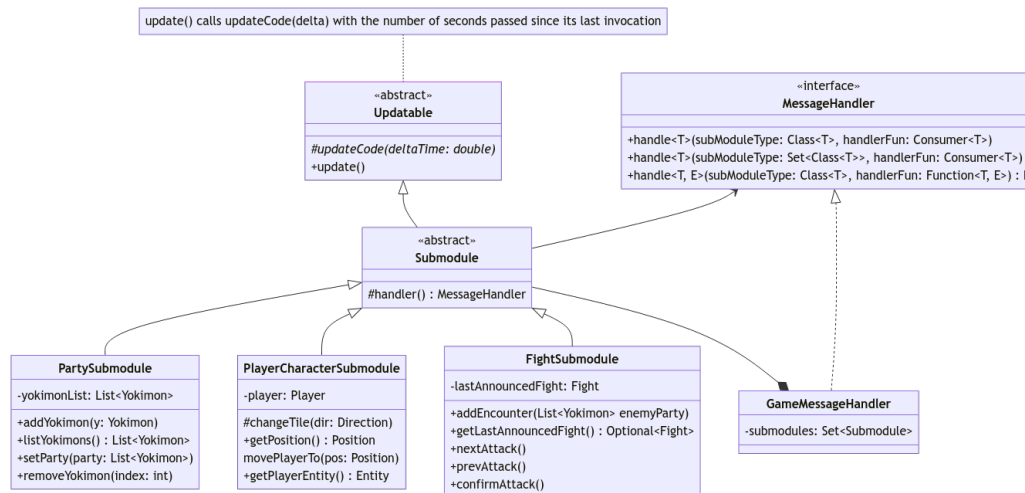 update() calls updateCode(delta) with the number of seconds passed since its last invocation
«abstract»
Updatable
#updateCode(deltaTime: double)
+update()
«interface»
MessageHandler
+handle<T>(subModuleType: Class<T>, handlerFun: Consumer<T>)
+handle<T>(subModuleType: Set<Class<T>>, handlerFun: Consumer<T>)
+handle<T, E>(subModuleType: Class<T>, handlerFun: Function<T, E>) :
«abstract»
Submodule
#handler() : MessageHandler
PartySubmodule
-yokimonList: List<Yokimon>
+addYokimon(y: Yokimon)
+listYokimons() : List<Yokimon>
+setParty(party: List<Yokimon>)
+removeYokimon(index: int)
PlayerCharacterSubmodule
-player: Player
#changeTile(dir: Direction)
+getPosition() : Position
movePlayerTo(pos: Position)
+getPlayerEntity() : Entity
FightSubmodule
-lastAnnouncedFight: Fight
+addEncounter(List<Yokimon> enemyParty)
+getLastAnnouncedFight() : Optional<Fight>
+nextAttack()
+prevAttack()
+confirmAttack()
GameMessageHandler
-submodules: Set<Submodule>